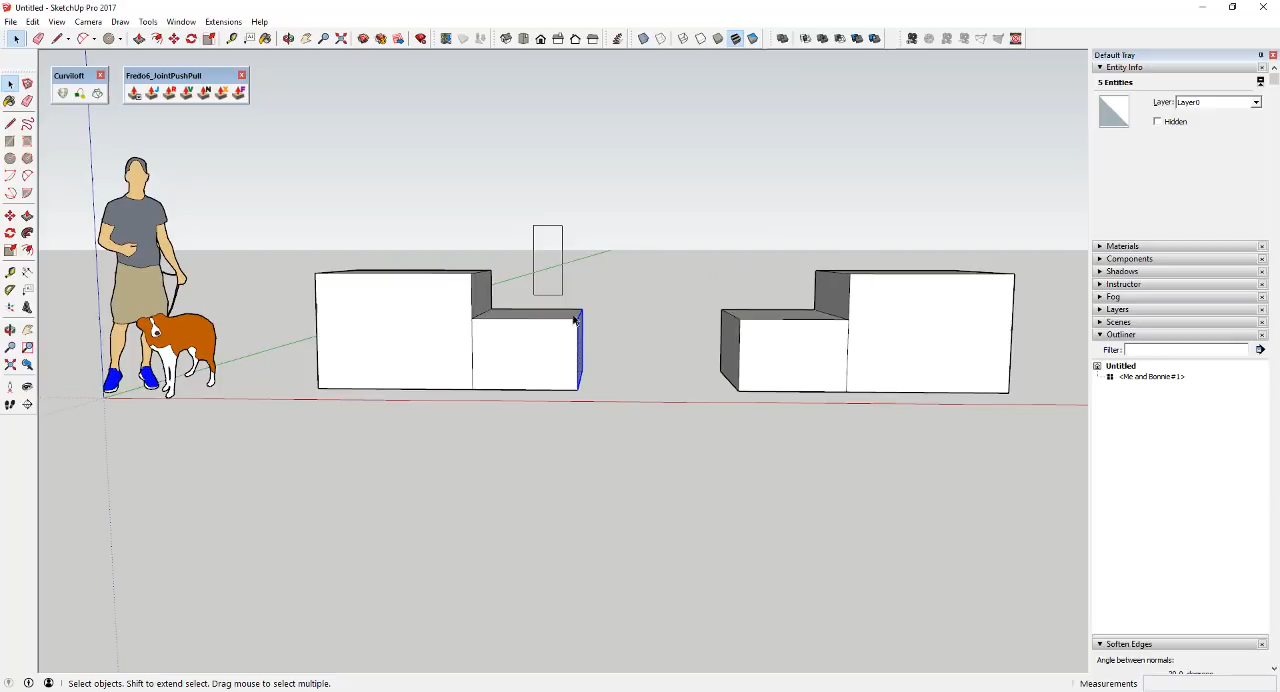 Untitled - SketchUp Pro 2017
File Edit View Camera Draw Tools Window Extensions Help
Curviloft
Fredo6_JointPushPull
Default Tray
Entity Info
5 Entities
Layer: Layer0
Hidden
Materials
Components
Shadows
Instructor
Fog
Layers
Scenes
Outliner
Filter:
Untitled
<Me and Bonnie#1>
Soften Edges
Angle between normals:
Select objects. Shift to extend select. Drag mouse to select multiple.
Measurements